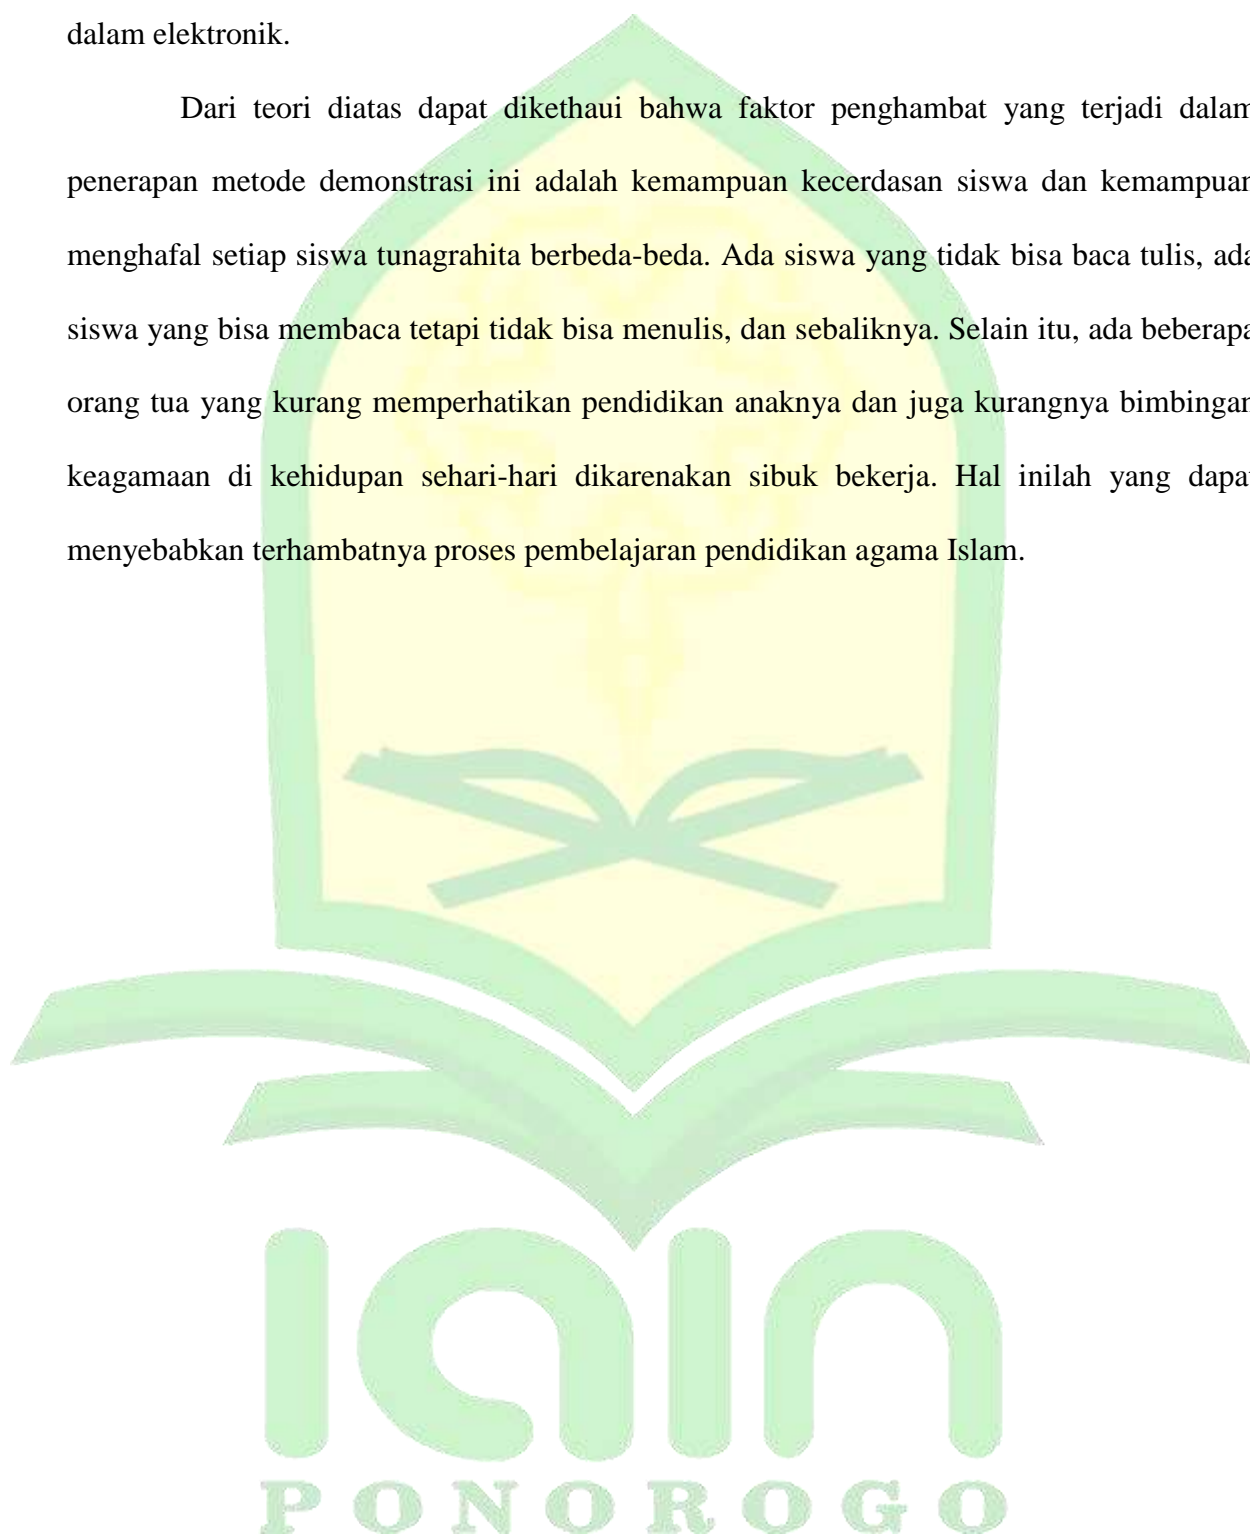 dalam elektronik.
Dari teori diatas dapat dikethaui bahwa faktor penghambat yang terjadi dalam
penerapan metode demonstrasi ini adalah kemampuan kecerdasan siswa dan kemampuan
menghafal setiap siswa tunagrahita berbeda-beda. Ada siswa yang tidak bisa baca tulis, ada
siswa yang bisa membaca tetapi tidak bisa menulis, dan sebaliknya. Selain itu, ada beberapa
orang tua yang kurang memperhatikan pendidikan anaknya dan juga kurangnya bimbingan
keagamaan di kehidupan sehari-hari dikarenakan sibuk bekerja. Hal inilah yang dapat
menyebabkan terhambatnya proses pembelajaran pendidikan agama Islam.
IAIN
PONOROGO